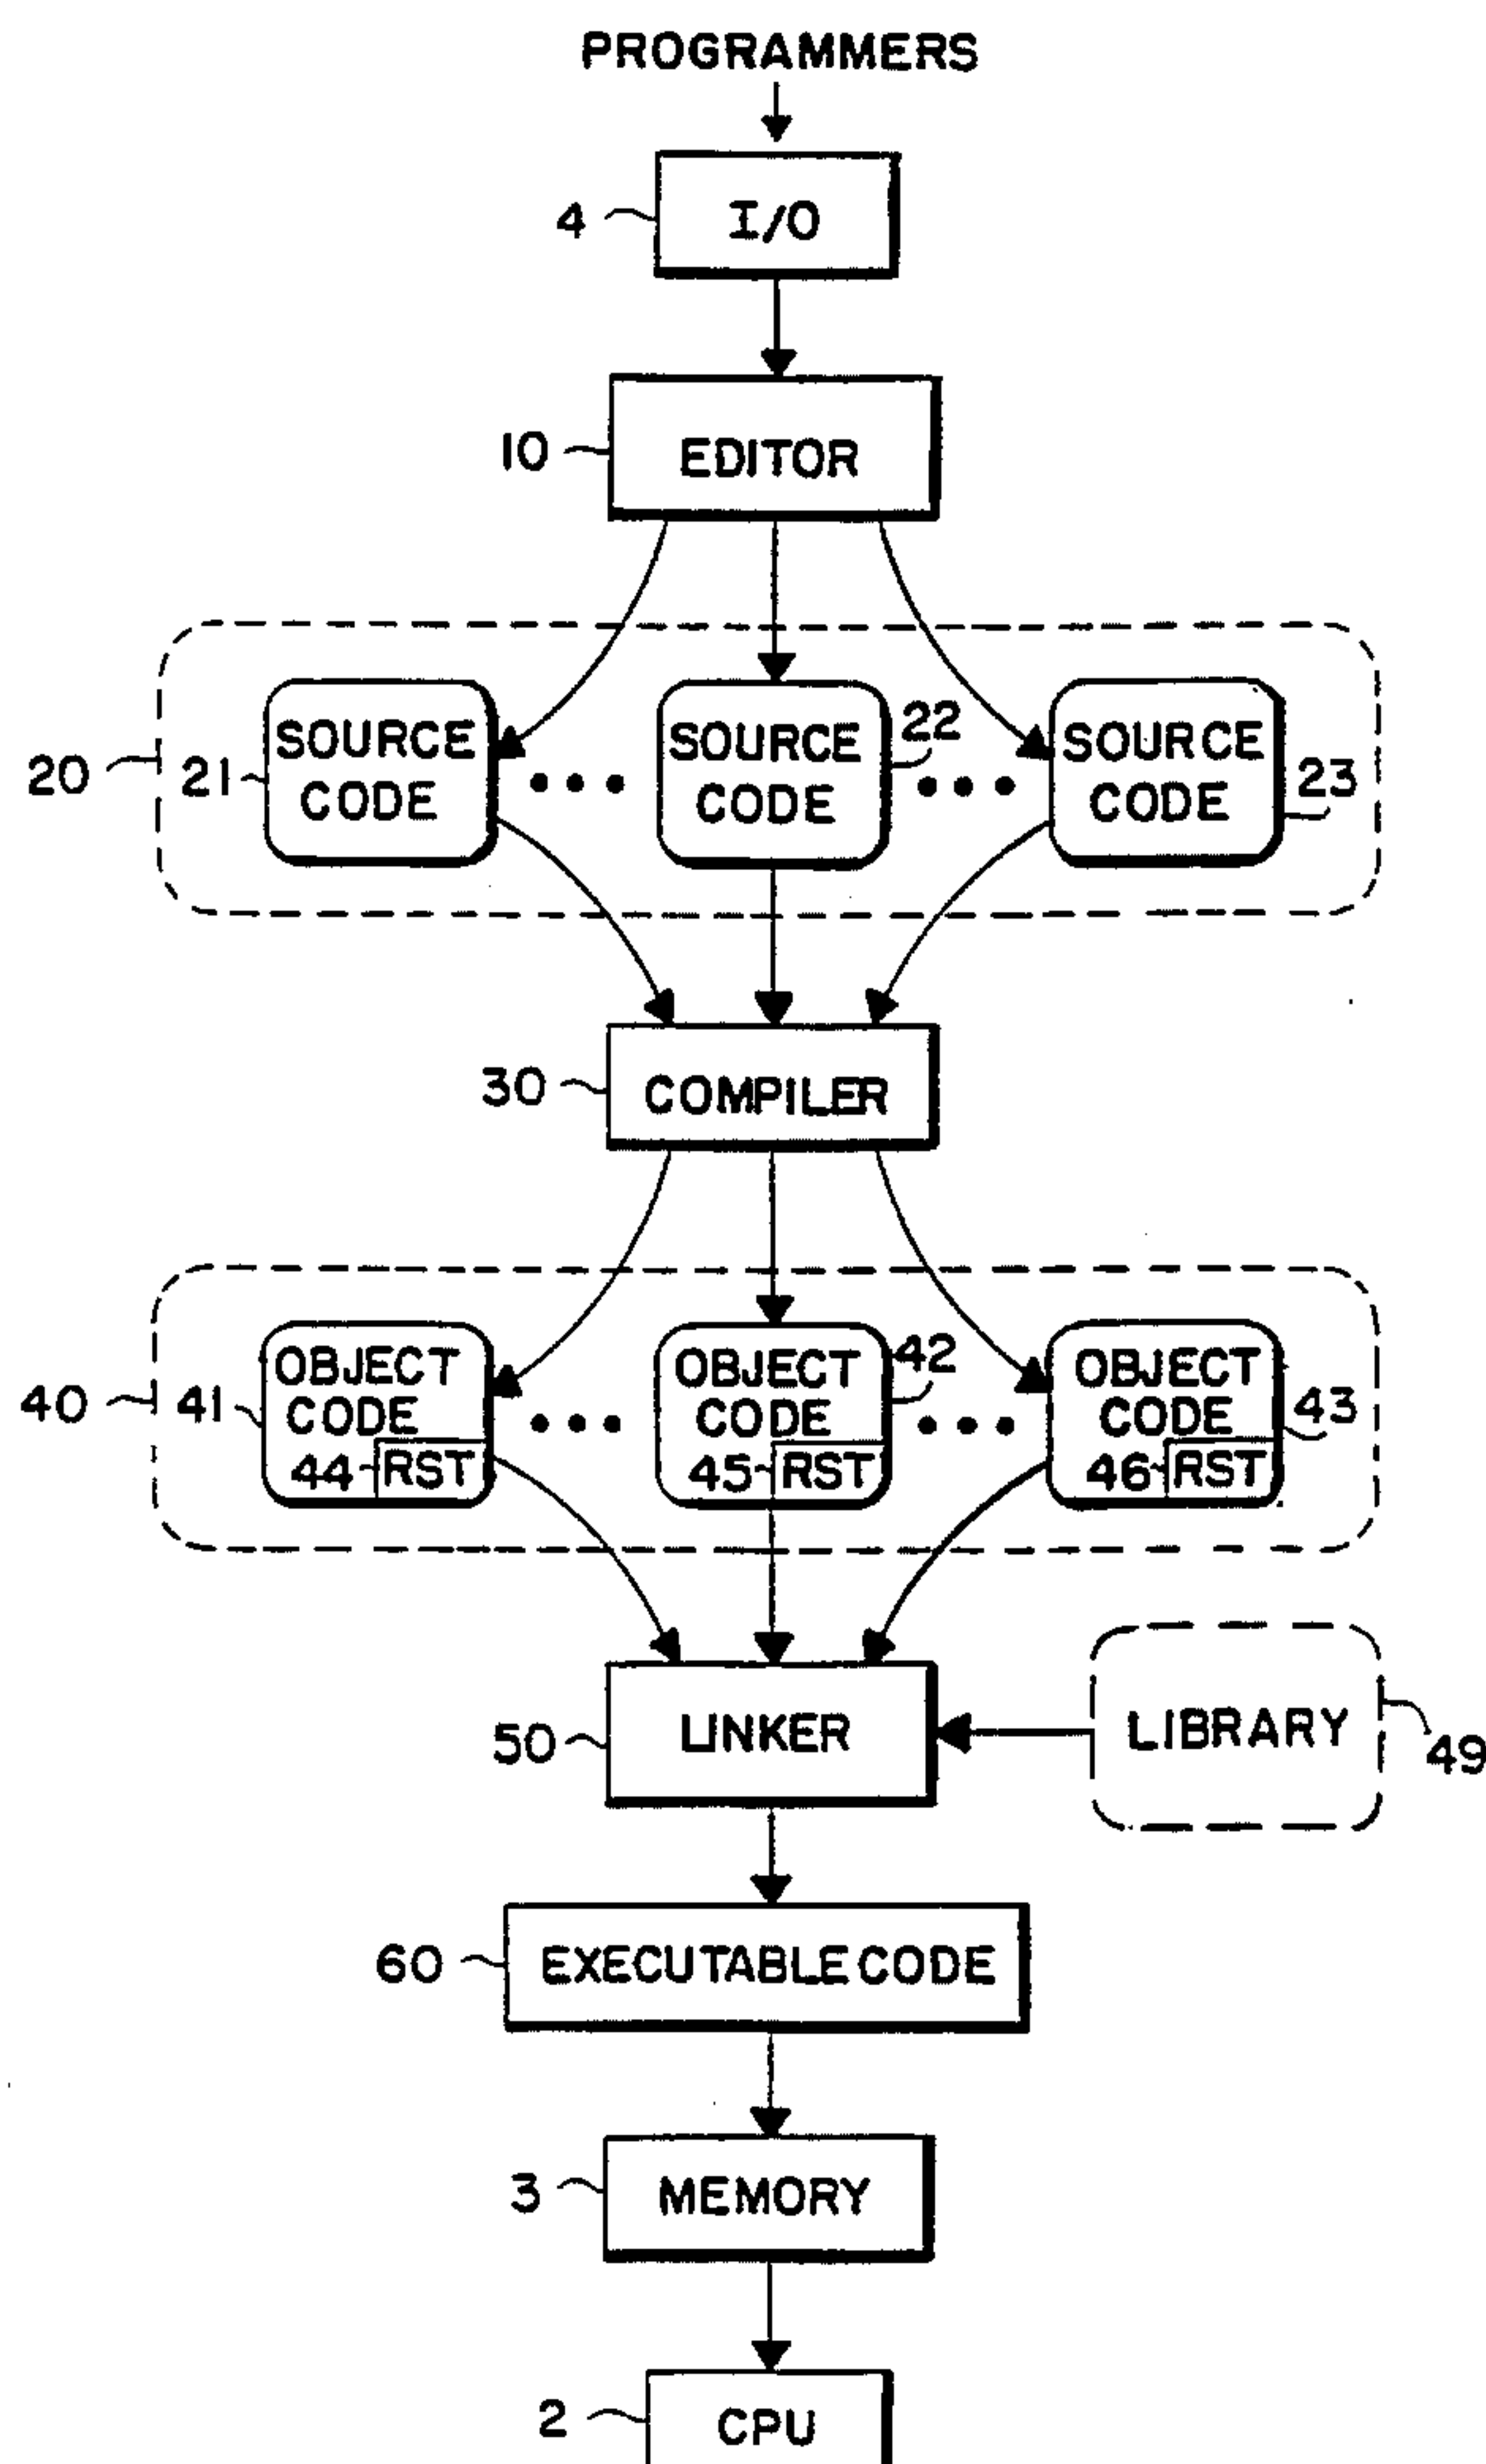 PROGRAMMERS
4 I/O
10 EDITOR
20 21 SOURCE CODE
SOURCE CODE 22
SOURCE CODE 23
30 COMPILER
40 41 OBJECT CODE
44 RST
OBJECT CODE 42
45 RST
OBJECT CODE 43
46 RST
50 LINKER
LIBRARY 49
60 EXECUTABLE CODE
3 MEMORY
2 CPU